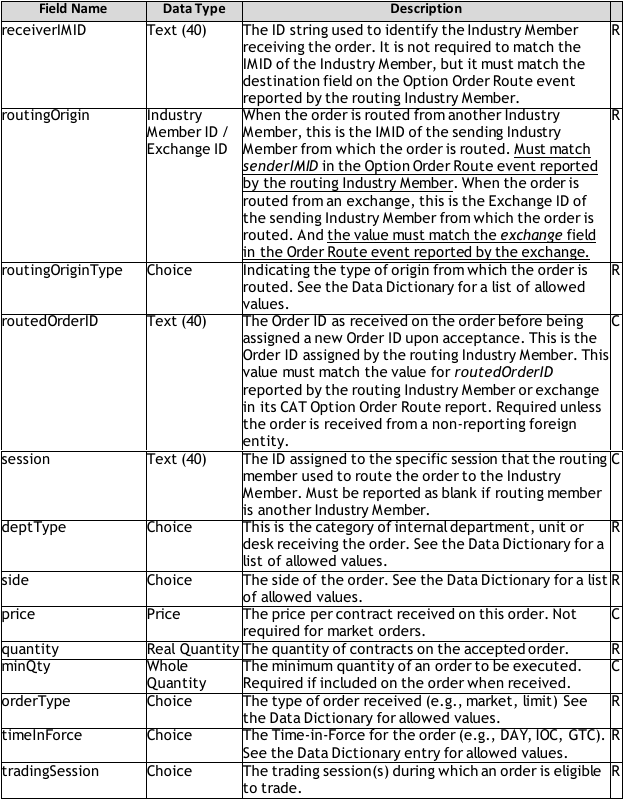 Field Name Data Type Description
receiverIMID Text (40) The ID string used to identify the Industry Member R
receiving the order. It is not required to match the
IMID of the Industry Member, but it must match the
destination field on the Option Order Route event
reported by the routing Industry Member.
routingOrigin Industry When the order is routed from another Industry R
Member ID / Member, this is the IMID of the sending Industry
Exchange ID Member from which the order is routed. Must match
senderIMID in the Option Order Route event reported
by the routing Industry Member. When the order is
routed from an exchange, this is the Exchange ID of
the sending Industry Member from which the order is
routed. And the value must match the exchange field
in the Order Route event reported by the exchange.
routingOriginType Choice Indicating the type of origin from which the order is R
routed. See the Data Dictionary for a list of allowed
values.
routedOrderID Text (40) The Order ID as received on the order before being C
assigned a new Order ID upon acceptance. This is the
Order ID assigned by the routing Industry Member. This
value must match the value for routedOrderID
reported by the routing Industry Member or exchange
in its CAT Option Order Route report. Required unless
the order is received from a non-reporting foreign
entity.
session Text (40) The ID assigned to the specific session that the routing C
member used to route the order to the Industry
Member. Must be reported as blank if routing member
is another Industry Member.
deptType Choice This is the category of internal department, unit or R
desk receiving the order. See the Data Dictionary for a
list of allowed values.
side Choice The side of the order. See the Data Dictionary for a list R
of allowed values.
price Price The price per contract received on this order. Not C
required for market orders.
quantity Real Quantity The quantity of contracts on the accepted order. R
minQty Whole The minimum quantity of an order to be executed. C
Quantity Required if included on the order when received.
orderType Choice The type of order received (e.g., market, limit) See R
the Data Dictionary for allowed values.
timeInForce Choice The Time-in-Force for the order (e.g., DAY, IOC, GTC). R
See the Data Dictionary entry for allowed values.
tradingSession Choice The trading session(s) during which an order is eligible R
to trade.